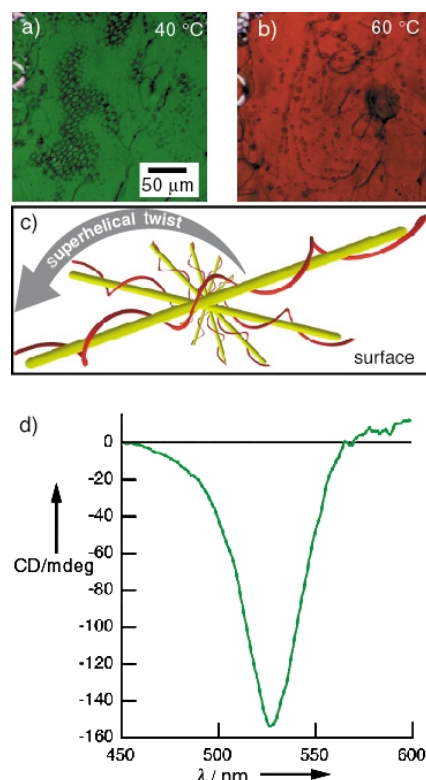 a) 40 °C
b) 60 °C
50 μm
c)
superhelical twist
surface
d)
0
-20
-40
-60
-80
-100
-120
-140
-160
CD/mdeg
450 500 550 600
λ / nm